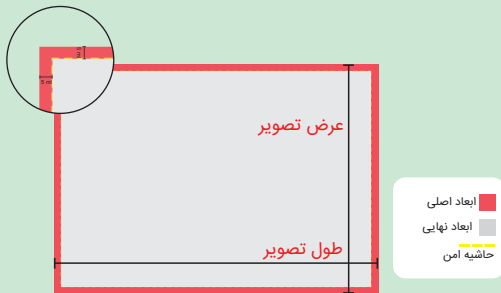 عرض تصویر
طول تصویر
ابعاد اصلی
ابعاد نهایی
حاشیه امن